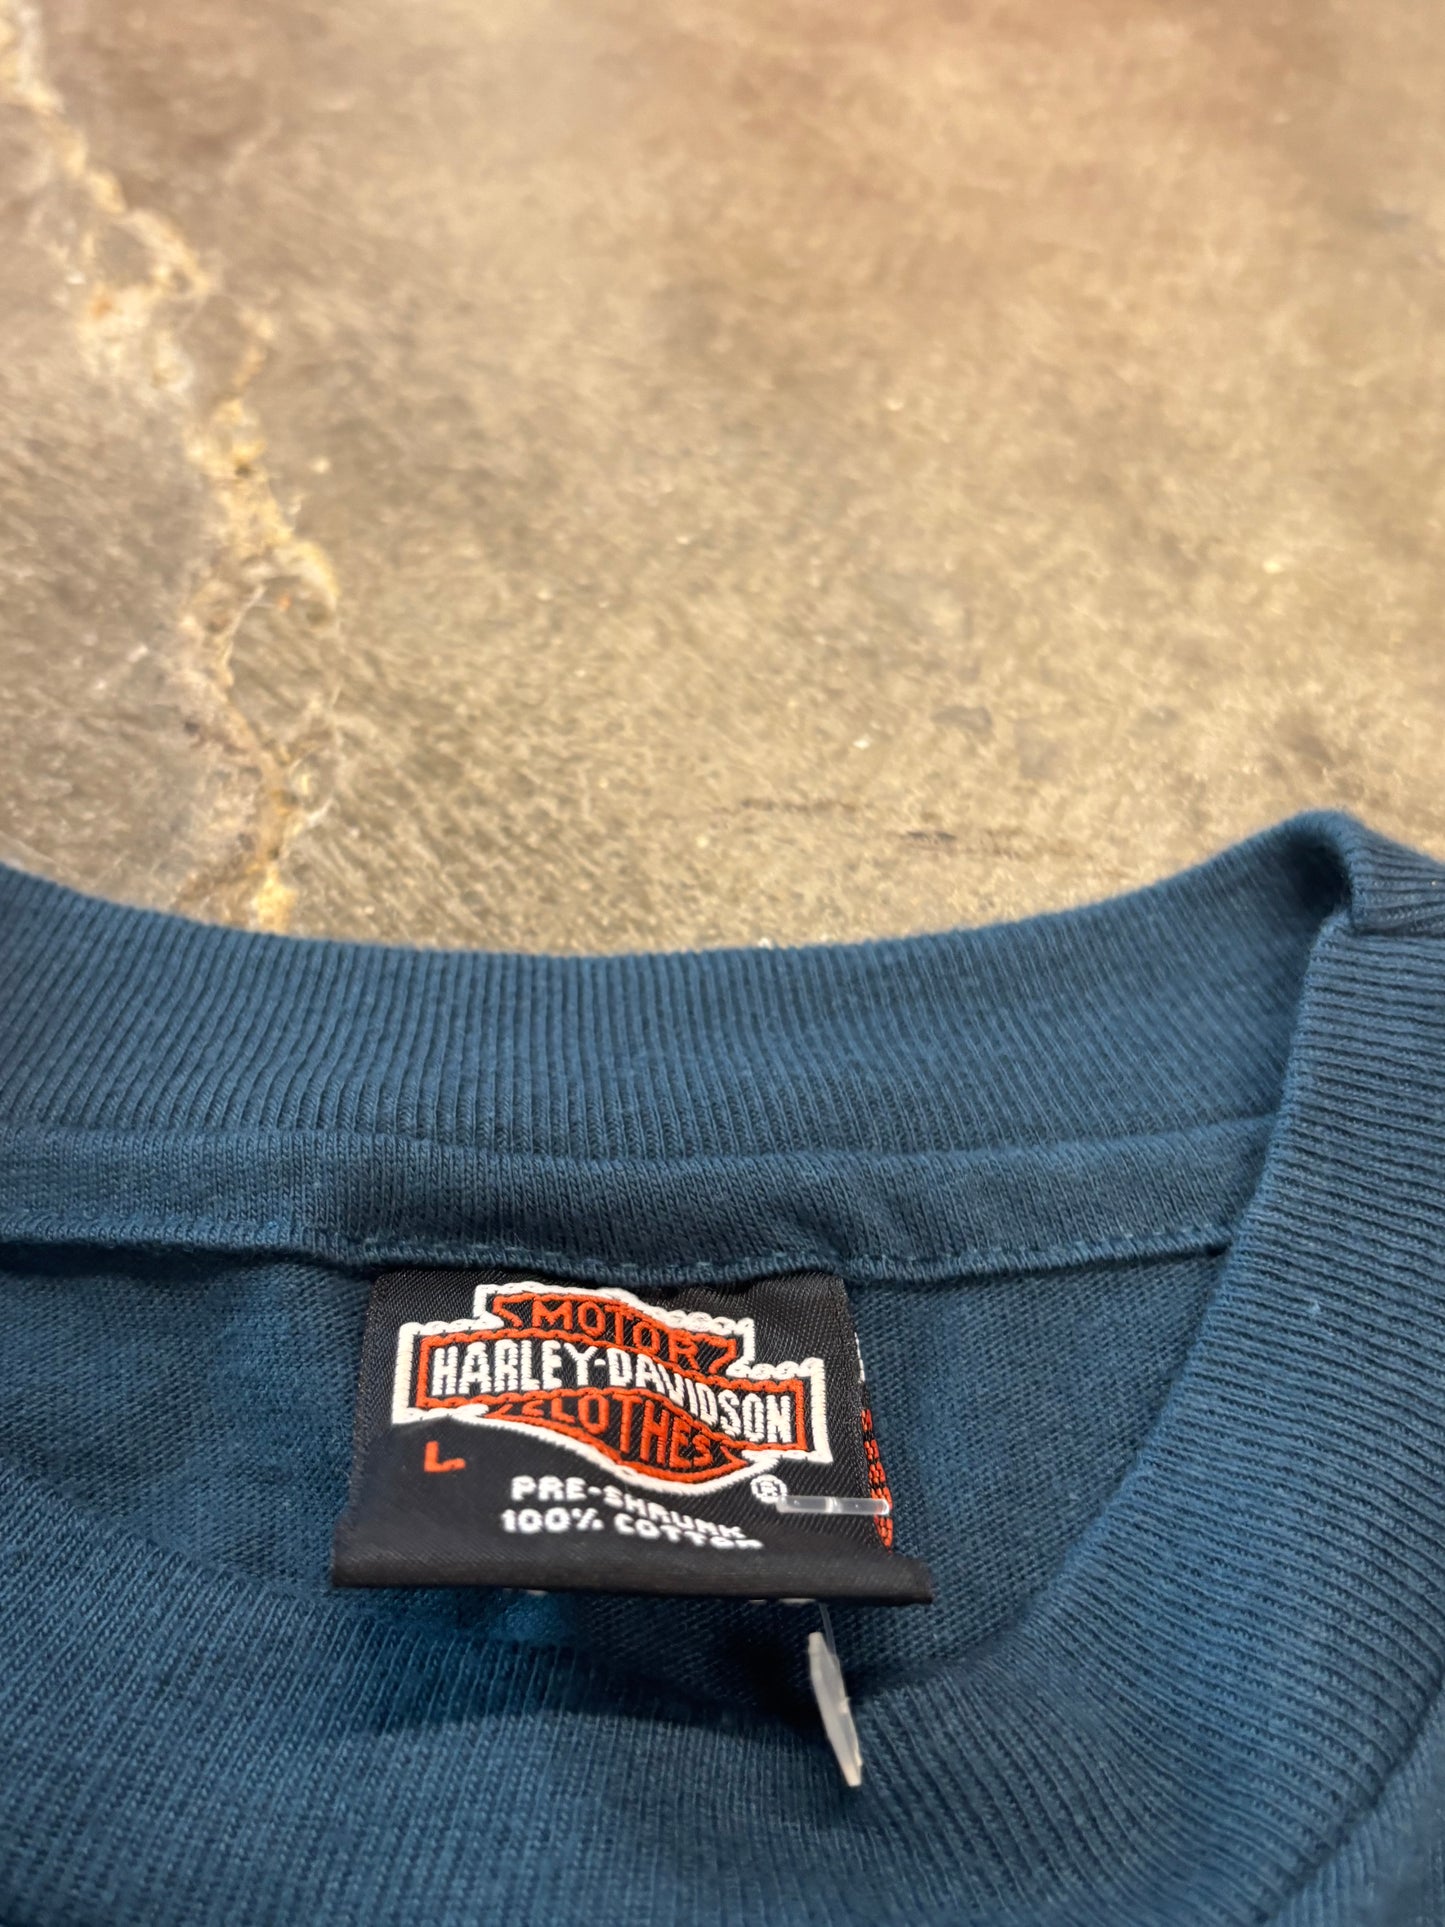 MOTOR
HARLEY-DAVIDSON
CLOTHES
®
L
PRE-SHRUNK
100% COTTON